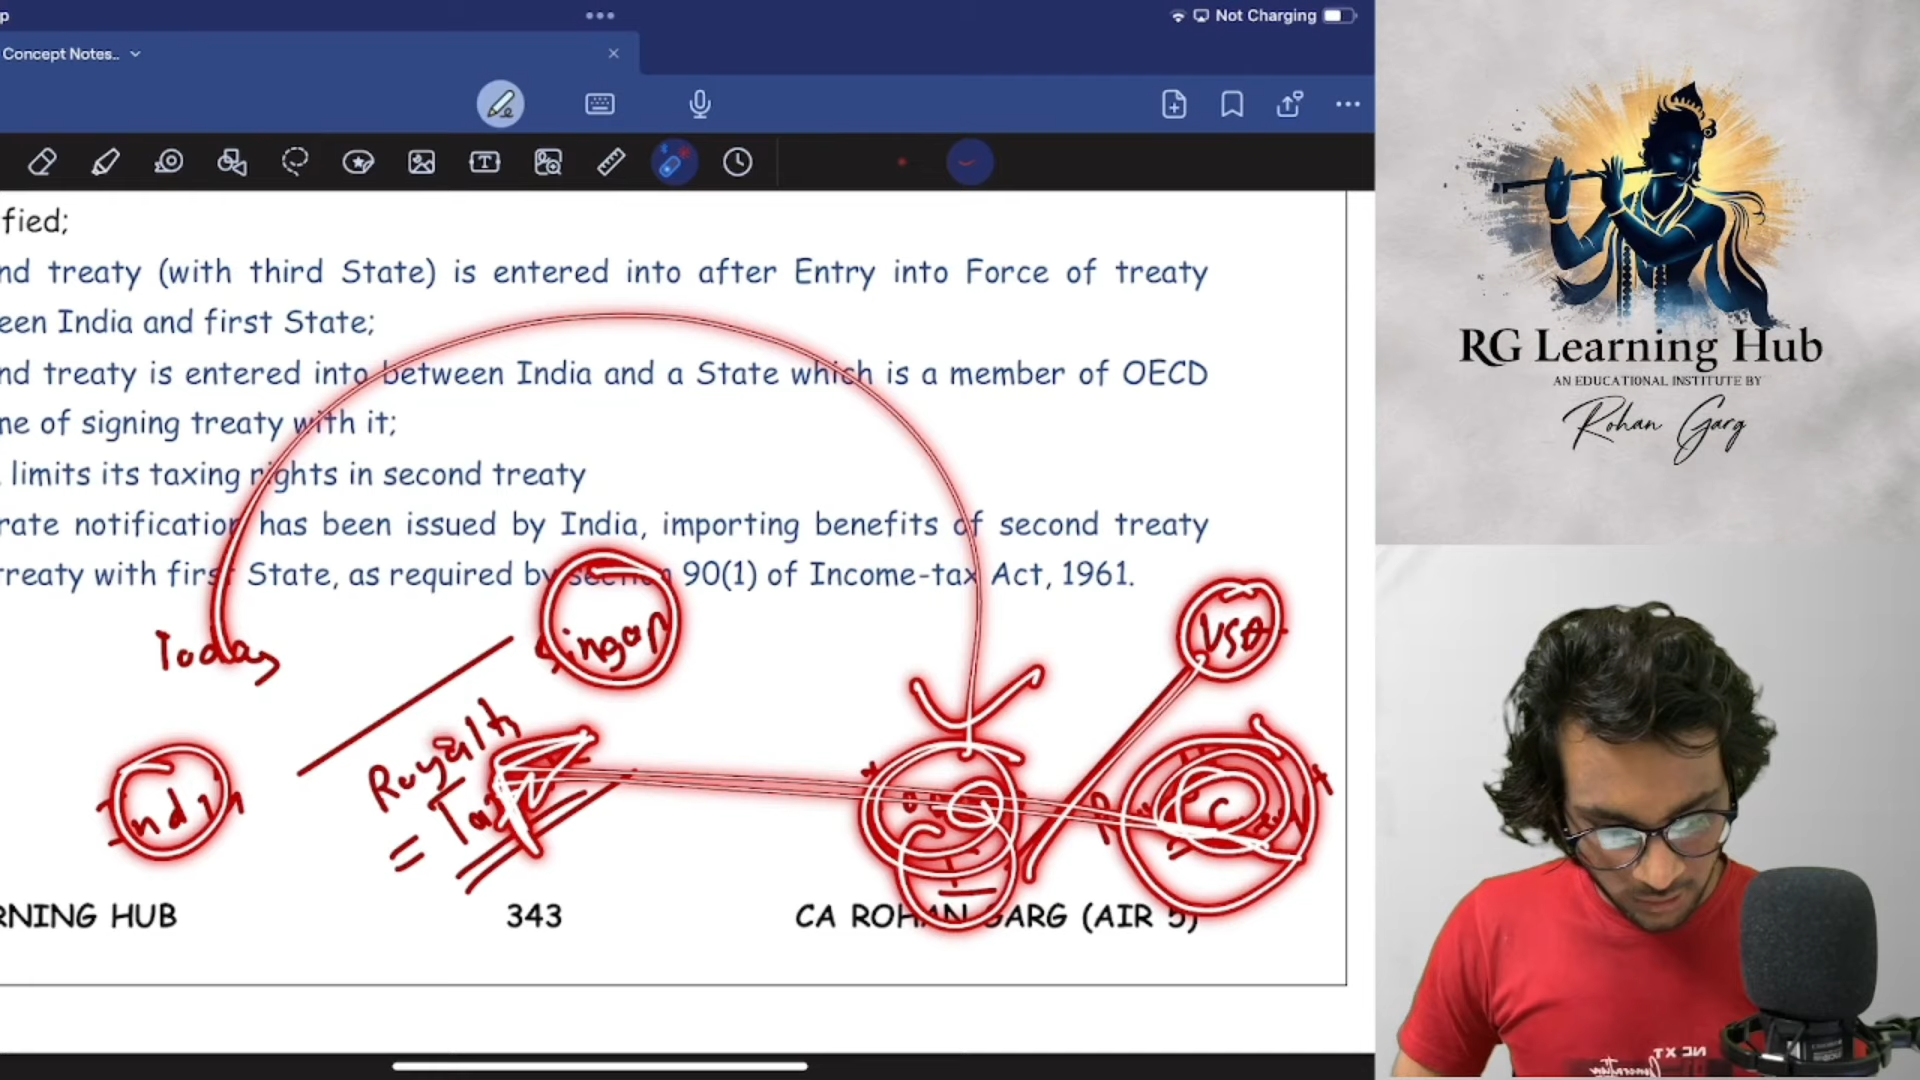 Not Charging
Concept Notes..
fied;
nd treaty (with third State) is entered into after Entry into Force of treaty
een India and first State;
nd treaty is entered into between India and a State which is a member of OECD
ne of signing treaty with it;
limits its taxing rights in second treaty
rate notification has been issued by India, importing benefits of second treaty
treaty with first State, as required by section 90(1) of Income-tax Act, 1961.
Today
Singap
USA
India
Royalty
= Tax
RNING HUB 343 CA ROHAN GARG (AIR 5)
RG Learning Hub
AN EDUCATIONAL INSTITUTE BY
Rohan Garg